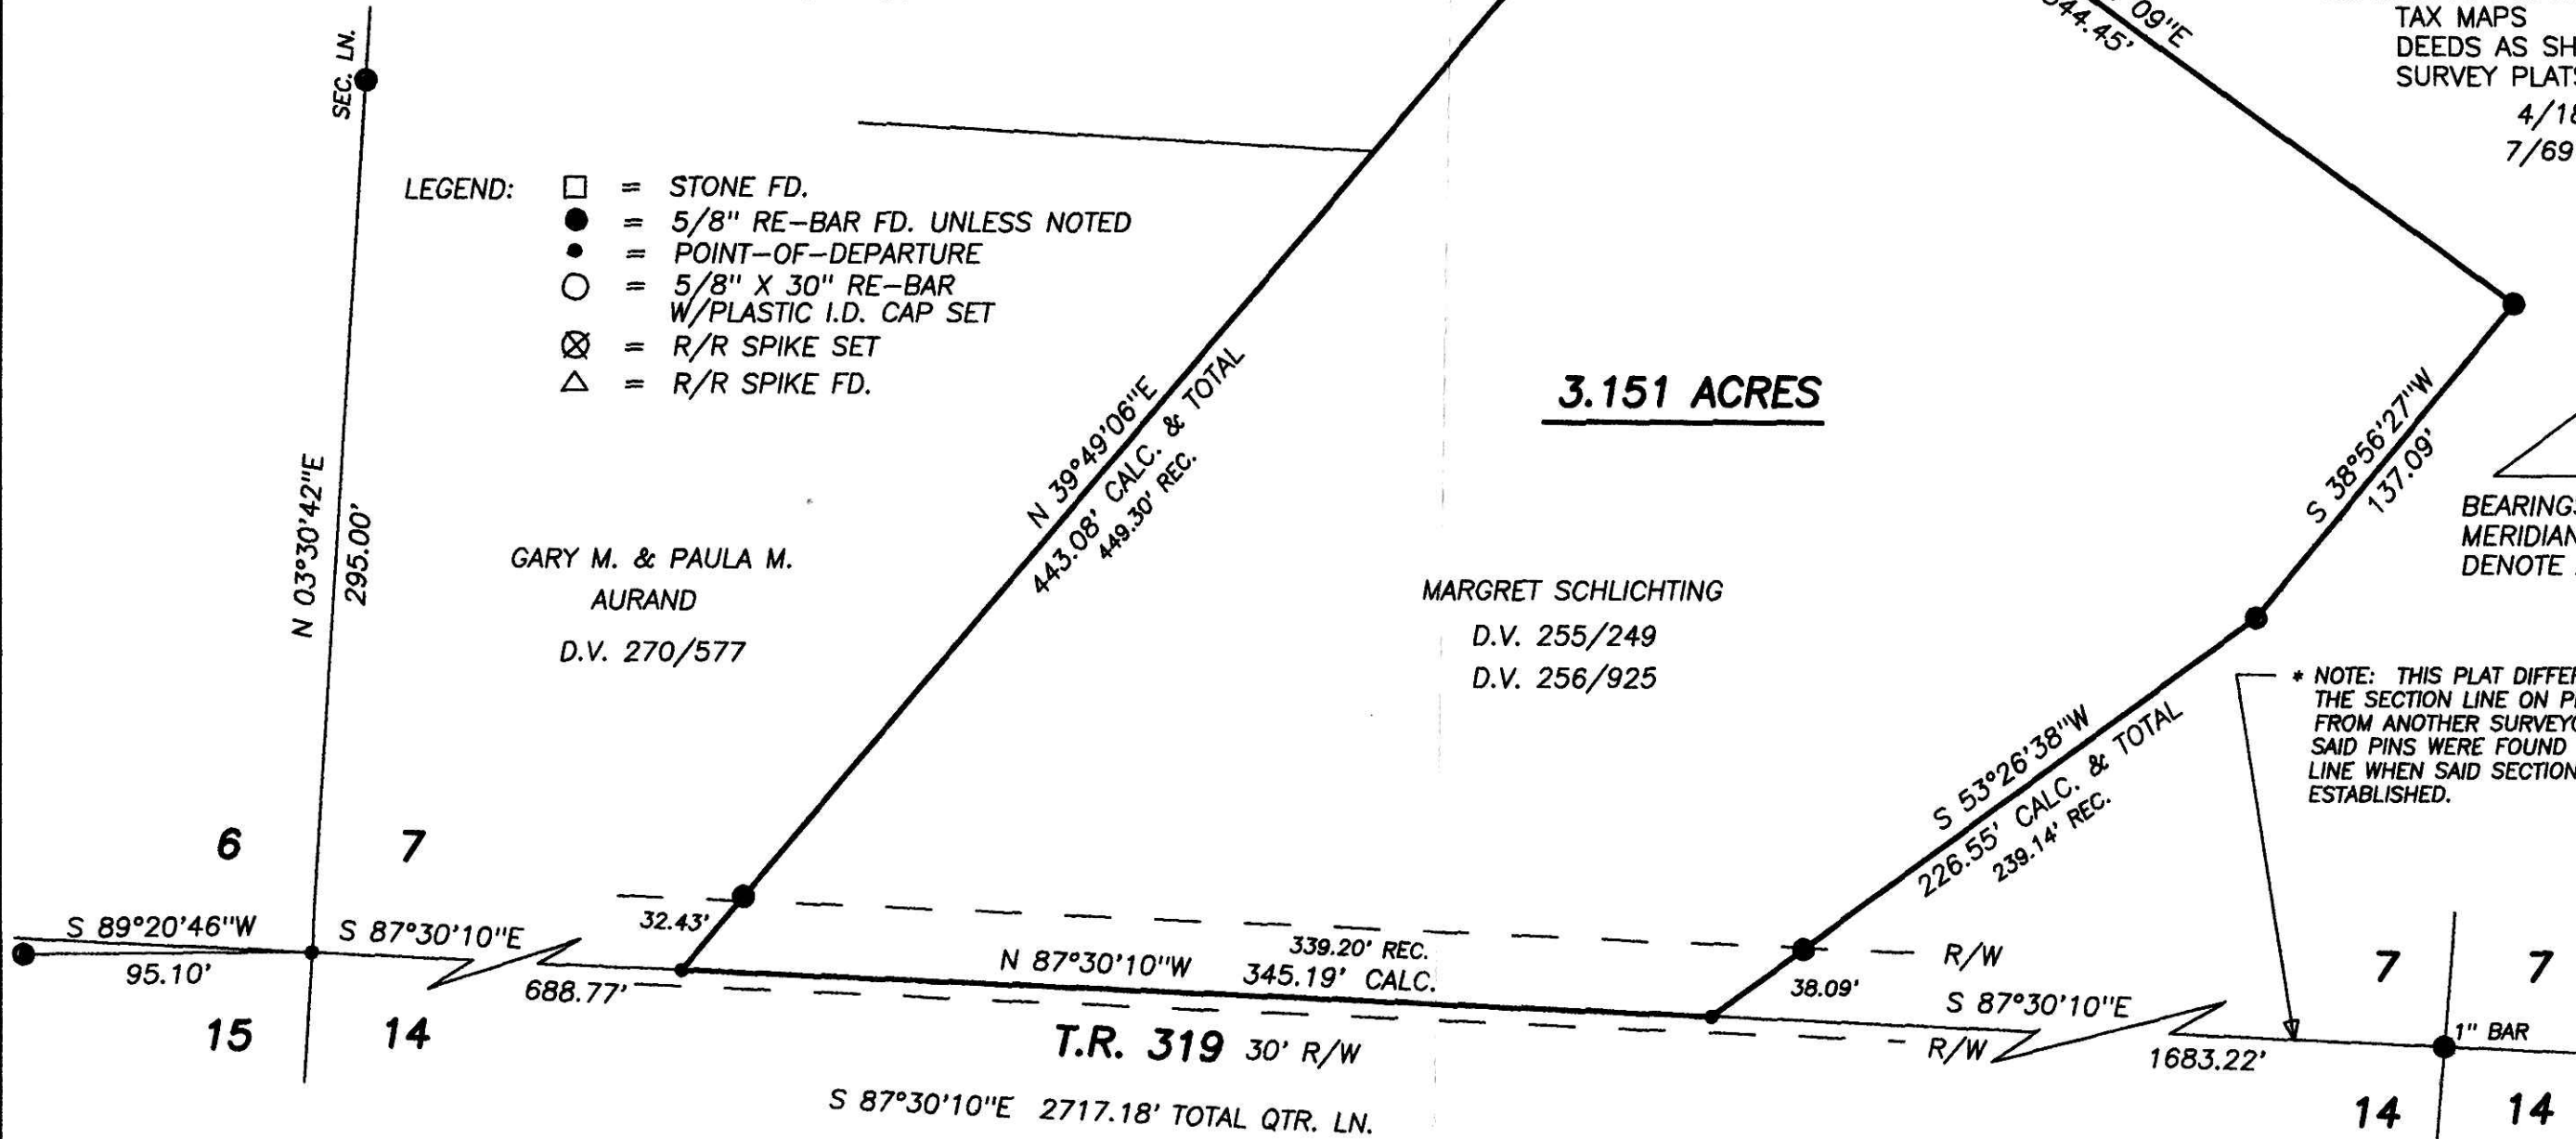 SEC. LN.
N 03°30'42"E
295.00'
LEGEND:
□ = STONE FD.
● = 5/8" RE-BAR FD. UNLESS NOTED
• = POINT-OF-DEPARTURE
○ = 5/8" X 30" RE-BAR
W/PLASTIC I.D. CAP SET
⊗ = R/R SPIKE SET
△ = R/R SPIKE FD.
GARY M. & PAULA M.
AURAND
D.V. 270/577
N 39°49'06"E
443.08' CALC. & TOTAL
449.30' REC.
3.151 ACRES
MARGRET SCHLICHTING
D.V. 255/249
D.V. 256/925
09"E
544.45'
TAX MAPS
DEEDS AS SH
SURVEY PLATS
4/18
7/69
S 38°56'27"W
137.09'
BEARINGS
MERIDIAN
DENOTE
* NOTE: THIS PLAT DIFFER
THE SECTION LINE ON P
FROM ANOTHER SURVEYO
SAID PINS WERE FOUND
LINE WHEN SAID SECTION
ESTABLISHED.
S 53°26'38"W
226.55' CALC. & TOTAL
239.14' REC.
6 7
S 89°20'46"W
95.10'
S 87°30'10"E
688.77'
15 14
32.43'
339.20' REC.
N 87°30'10"W 345.19' CALC.
38.09'
R/W
S 87°30'10"E
R/W
1683.22'
T.R. 319 30' R/W
S 87°30'10"E 2717.18' TOTAL QTR. LN.
7 7
1" BAR
14 14